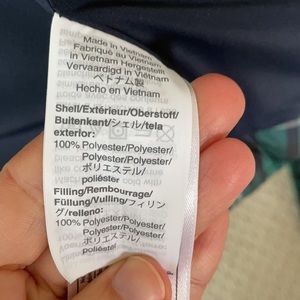 Made in Vietnam
Fabriqué au Vietnam
In Vietnam Hergestellt
Vervaardigd in Viëtnam
ベトナム製
Hecho en Vietnam
Shell/Extérieur/Oberstoff/
Buitenkant/シェル/tela
exterior:
100% Polyester/Polyester/
Polyester/Polyester/
ポリエステル/
poliéster
Filling/Rembourrage/
Füllung/Vulling/フィリン
グ/relleno:
100% Polyester/Polyester/
Polyester/Polyester/
ポリエステル/
poliéster